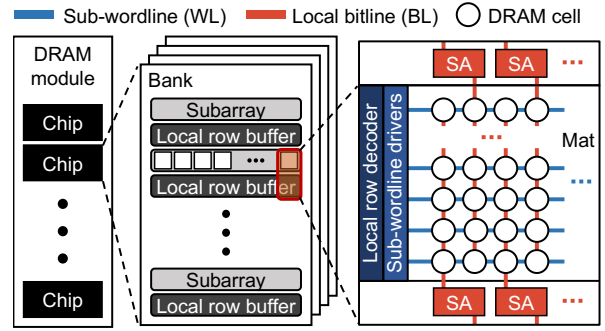 Sub-wordline (WL) Local bitline (BL) DRAM cell
DRAM
module
Chip
Chip
Chip
Bank
Subarray
Local row buffer
...
Local row buffer
Subarray
Local row buffer
SA SA ...
Local row decoder
Sub-wordline drivers
...
Mat
...
SA SA ...